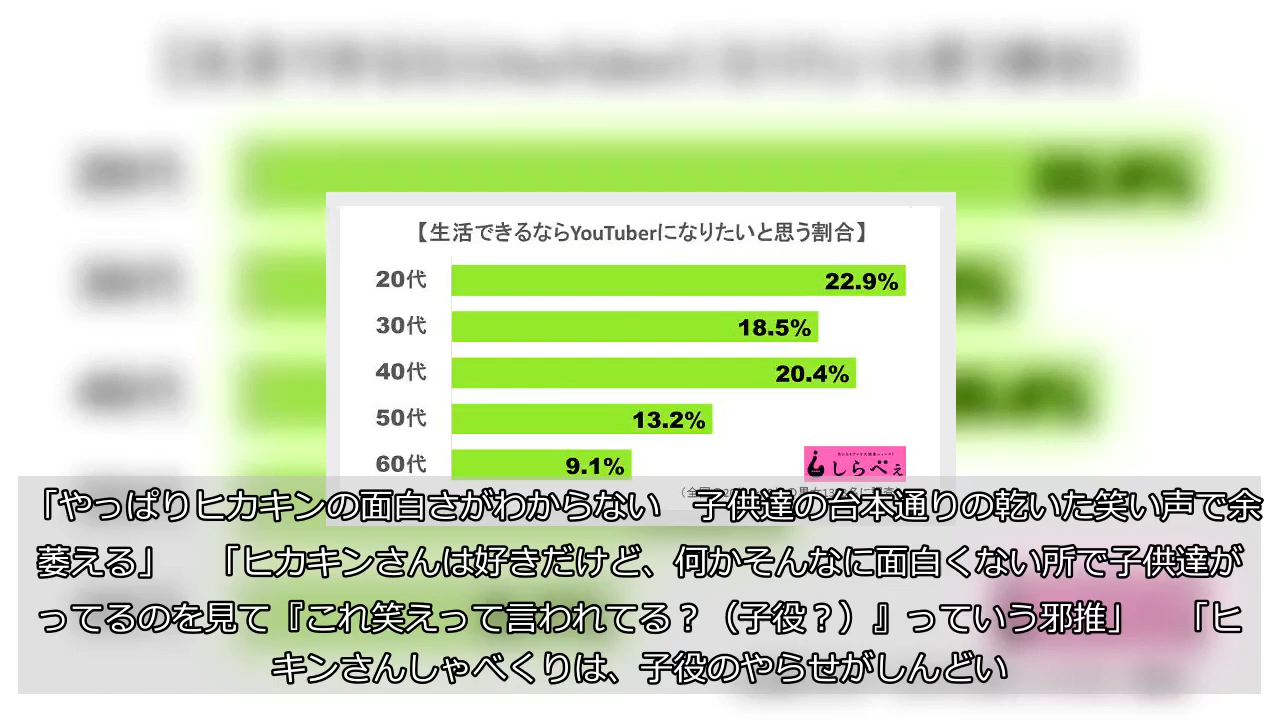 【生活できるならYouTuberになりたいと思う割合】
20代 22.9%
30代 18.5%
40代 20.4%
50代 13.2%
60代 9.1%
しらべぇ
「やっぱりヒカキンの面白さがわからない　子供達の台本通りの乾いた笑い声で余
萎える」　「ヒカキンさんは好きだけど、何かそんなに面白くない所で子供達が
ってるのを見て『これ笑えって言われてる？（子役？）』っていう邪推」　「ヒ
キンさんしゃべくりは、子役のやらせがしんどい